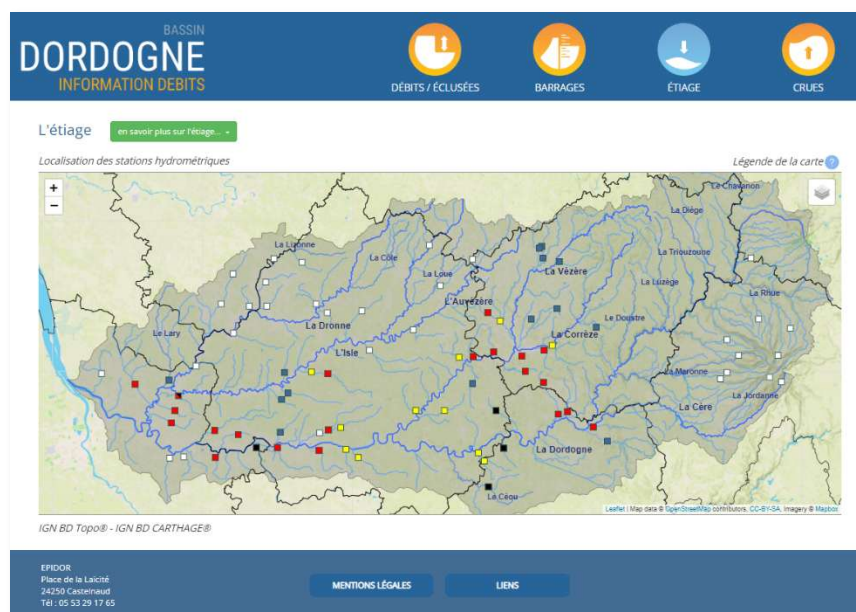 BASSIN
DORDOGNE
INFORMATION DEBITS
DÉBITS / ÉCLUSÉES
BARRAGES
ÉTIAGE
CRUES
L'étiage
en savoir plus sur l'étiage...
Localisation des stations hydrométriques
Légende de la carte ?
+
−
La Chavanon
La Diège
La Lizonne
La Côle
La Triouzoune
La Loue
La Vézère
La Luzège
L'Auvézère
La Rhue
Le Lary
La Dronne
Le Doustre
La Corrèze
L'Isle
La Maronne
La Jordanne
La Cère
La Dordogne
Le Céou
Leaflet | Map data © OpenStreetMap contributors, CC-BY-SA, Imagery © Mapbox
IGN BD Topo® - IGN BD CARTHAGE®
EPIDOR
Place de la Laïcité
24250 Castelnaud
Tél : 05 53 29 17 65
MENTIONS LÉGALES
LIENS